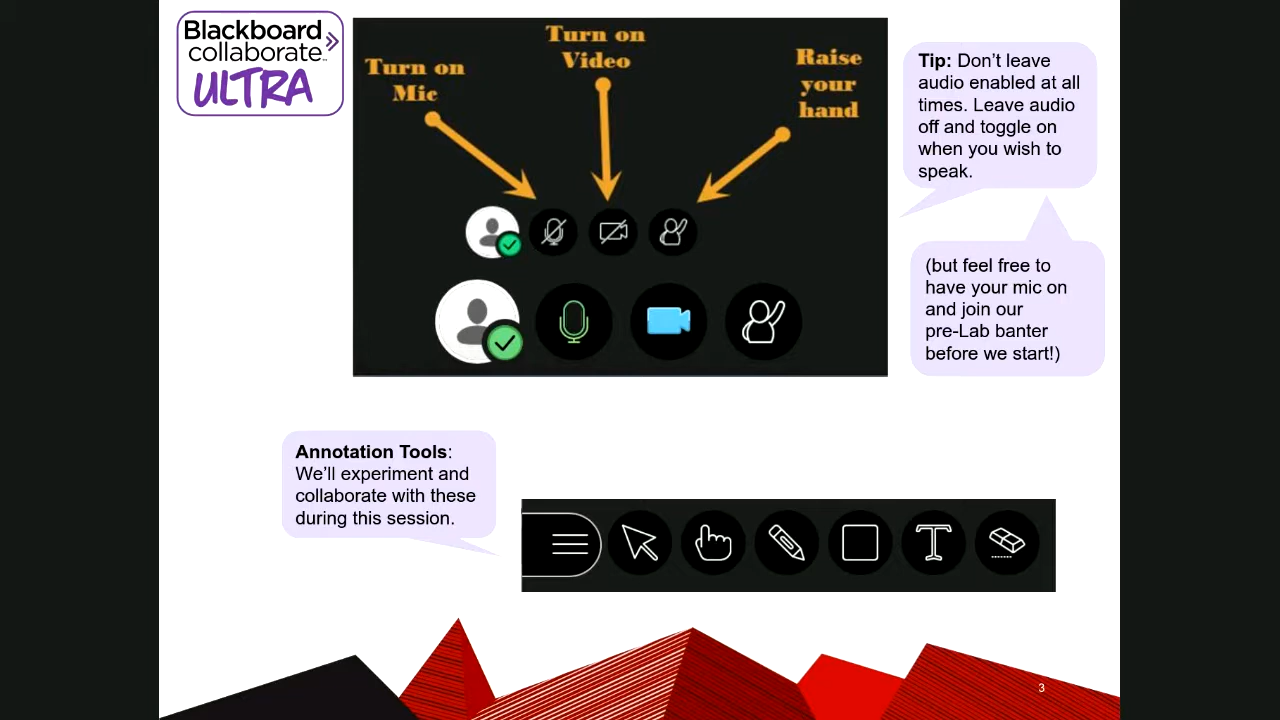 Blackboard
collaborate™
ULTRA
Turn on
Mic
Turn on
Video
Raise
your
hand
Tip: Don’t leave
audio enabled at all
times. Leave audio
off and toggle on
when you wish to
speak.
(but feel free to
have your mic on
and join our
pre-Lab banter
before we start!)
Annotation Tools:
We’ll experiment and
collaborate with these
during this session.
T
3